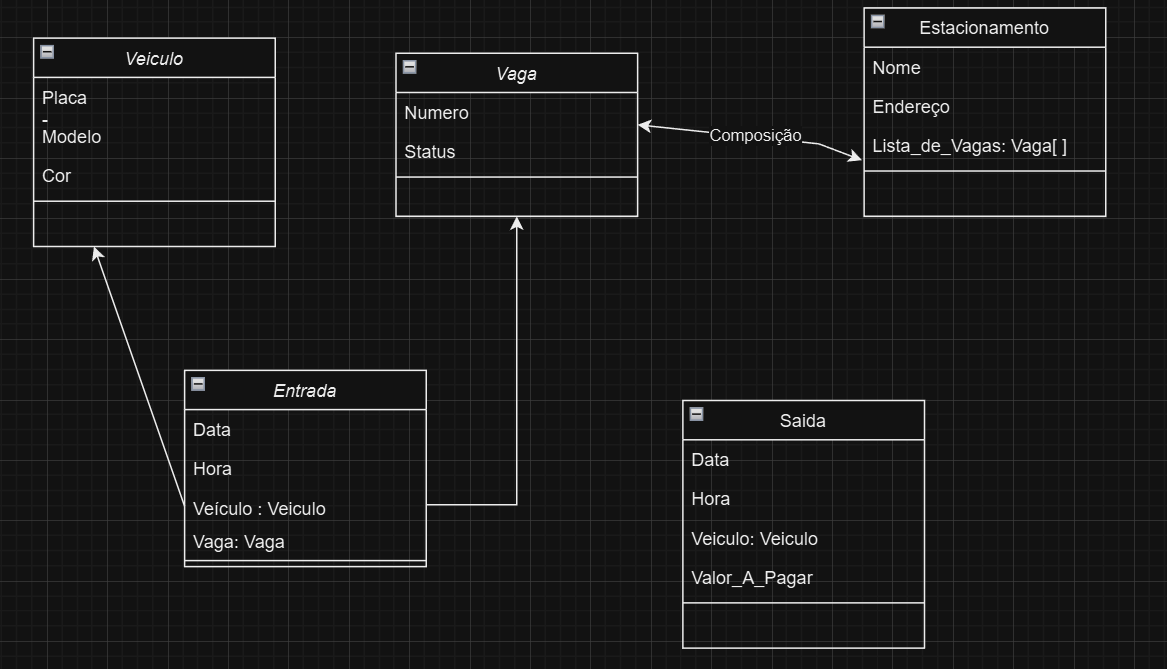 Veiculo
Placa
-
Modelo
Cor
Vaga
Numero
Status
Composição
Estacionamento
Nome
Endereço
Lista_de_Vagas: Vaga[ ]
Entrada
Data
Hora
Veículo : Veiculo
Vaga: Vaga
Saida
Data
Hora
Veiculo: Veiculo
Valor_A_Pagar